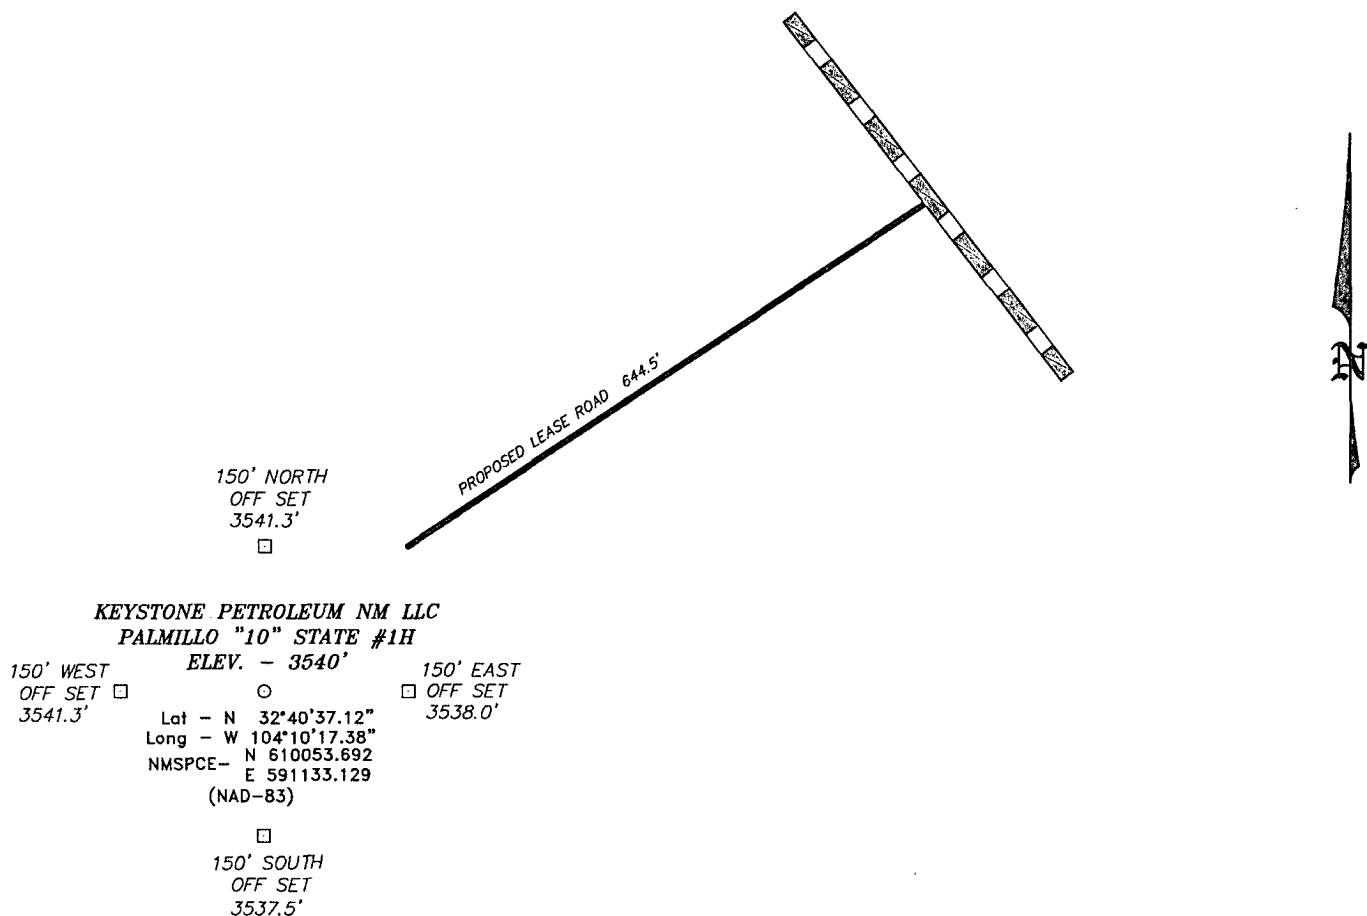 PROPOSED LEASE ROAD 644.5'
N
150' NORTH
OFF SET
3541.3'
KEYSTONE PETROLEUM NM LLC
PALMILLO "10" STATE #1H
ELEV. - 3540'
150' WEST
OFF SET
3541.3'
150' EAST
OFF SET
3538.0'
Lat - N 32°40'37.12"
Long - W 104°10'17.38"
NMSPCE- N 610053.692
E 591133.129
(NAD-83)
150' SOUTH
OFF SET
3537.5'